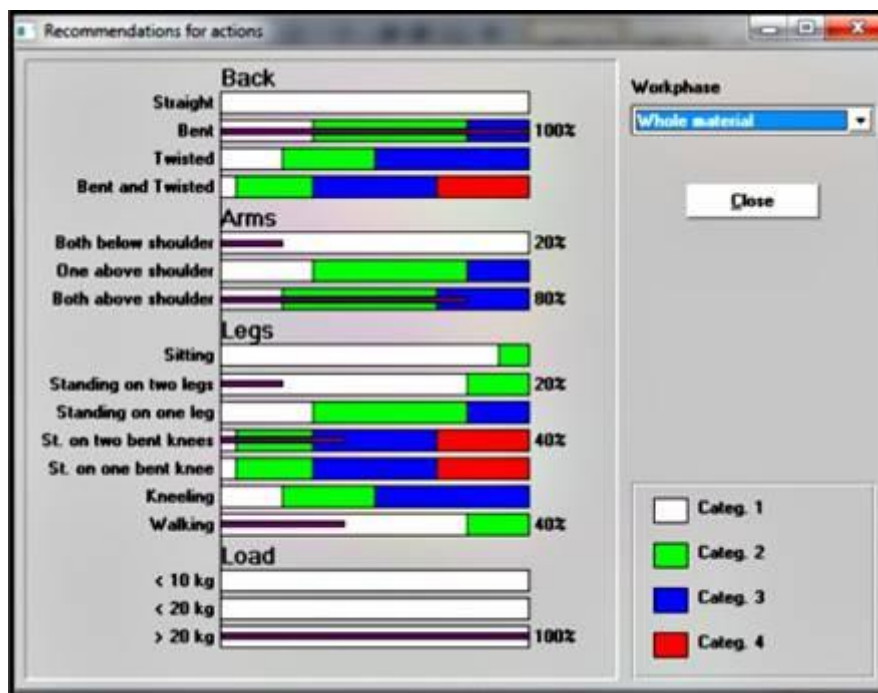 Recommendations for actions
Back
Straight
Bent 100%
Twisted
Bent and Twisted
Arms
Both below shoulder 20%
One above shoulder
Both above shoulder 80%
Legs
Sitting
Standing on two legs 20%
Standing on one leg
St. on two bent knees 40%
St. on one bent knee
Kneeling
Walking 40%
Load
< 10 kg
< 20 kg
> 20 kg 100%
Workphase
Whole material
Close
Categ. 1
Categ. 2
Categ. 3
Categ. 4